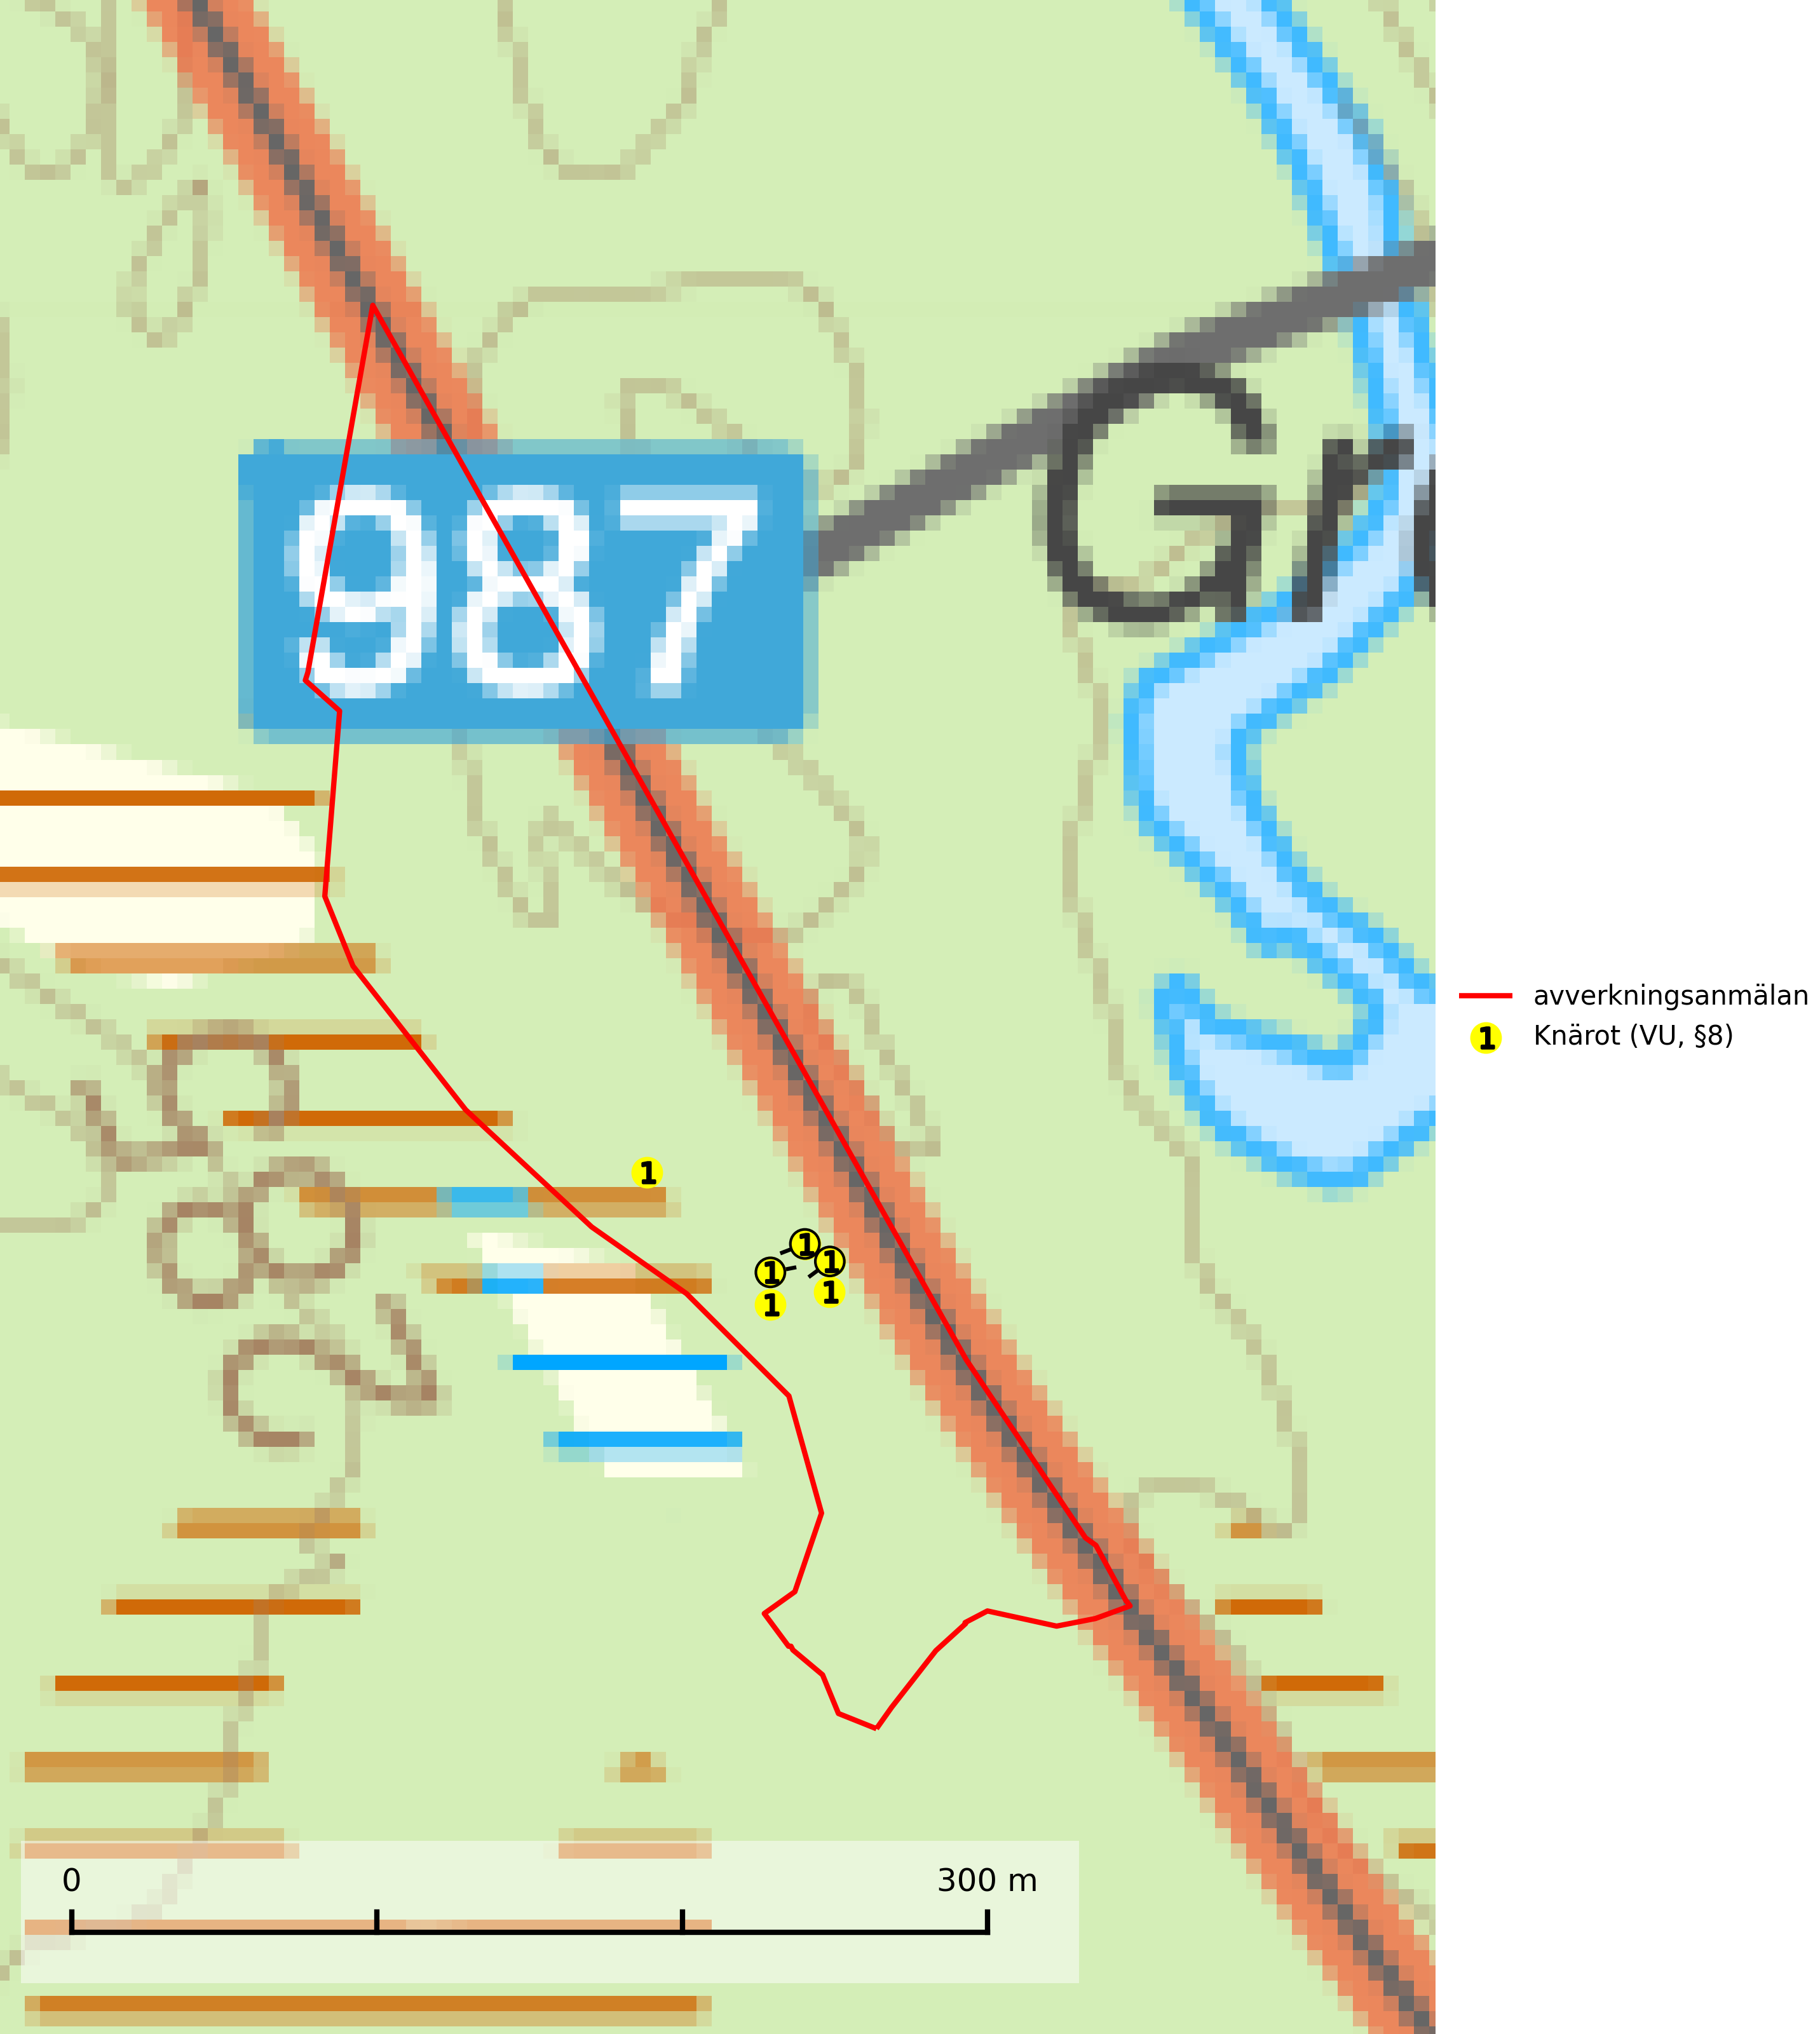 987
Gr
avverkningsanmälan
1 Knärot (VU, §8)
1
1
1
1
1
1
0 300 m